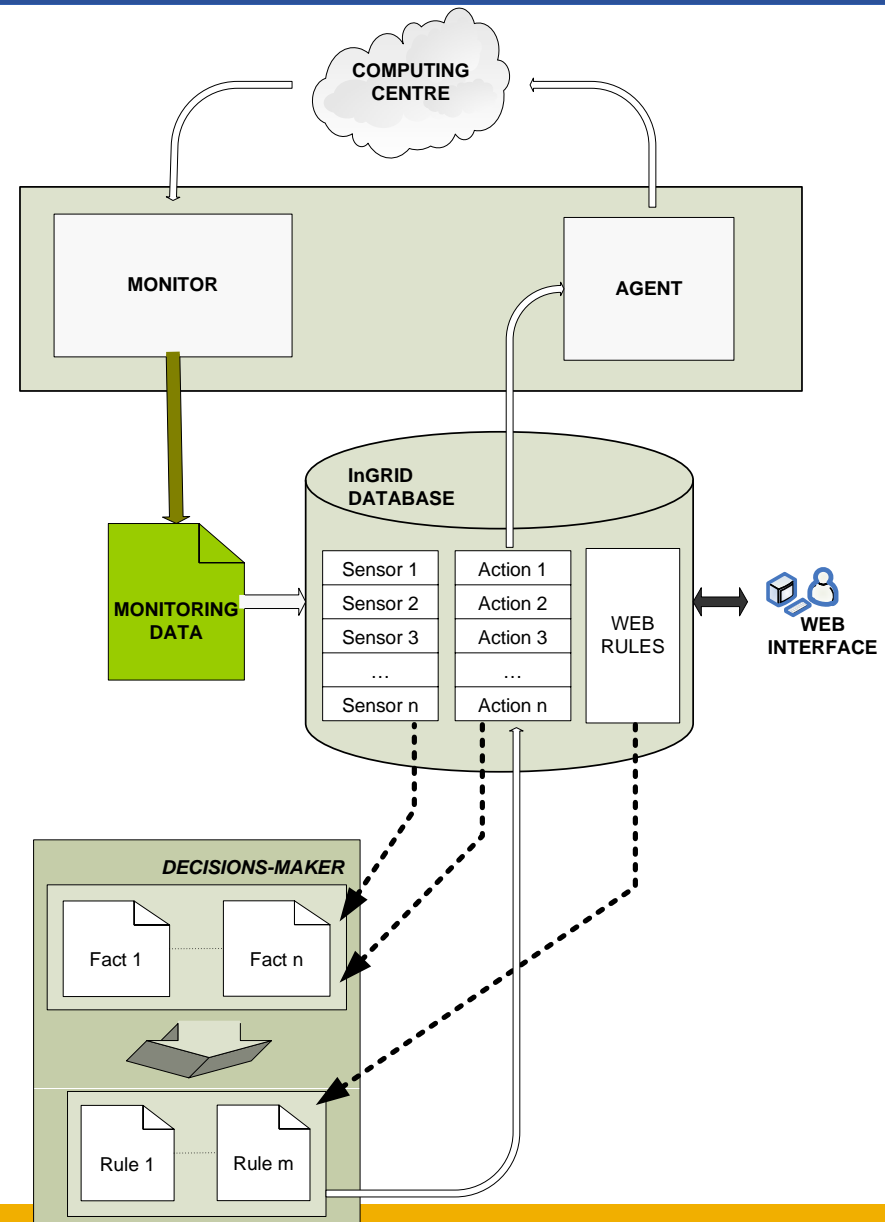 COMPUTING
CENTRE
MONITOR
AGENT
InGRID
DATABASE
Sensor 1
Sensor 2
Sensor 3
…
Sensor n
Action 1
Action 2
Action 3
…
Action n
WEB
RULES
MONITORING
DATA
WEB
INTERFACE
DECISIONS-MAKER
Fact 1
Fact n
Rule 1
Rule m